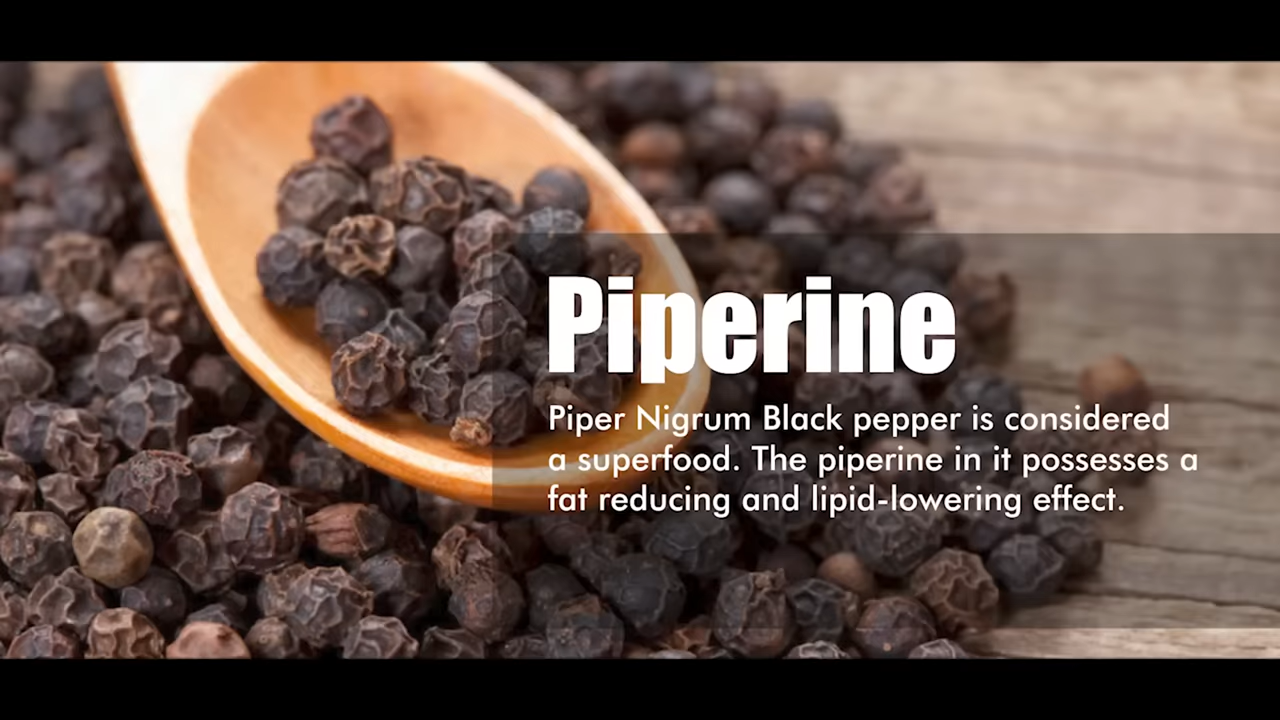 Piperine
Piper Nigrum Black pepper is considered
a superfood. The piperine in it possesses a
fat reducing and lipid-lowering effect.